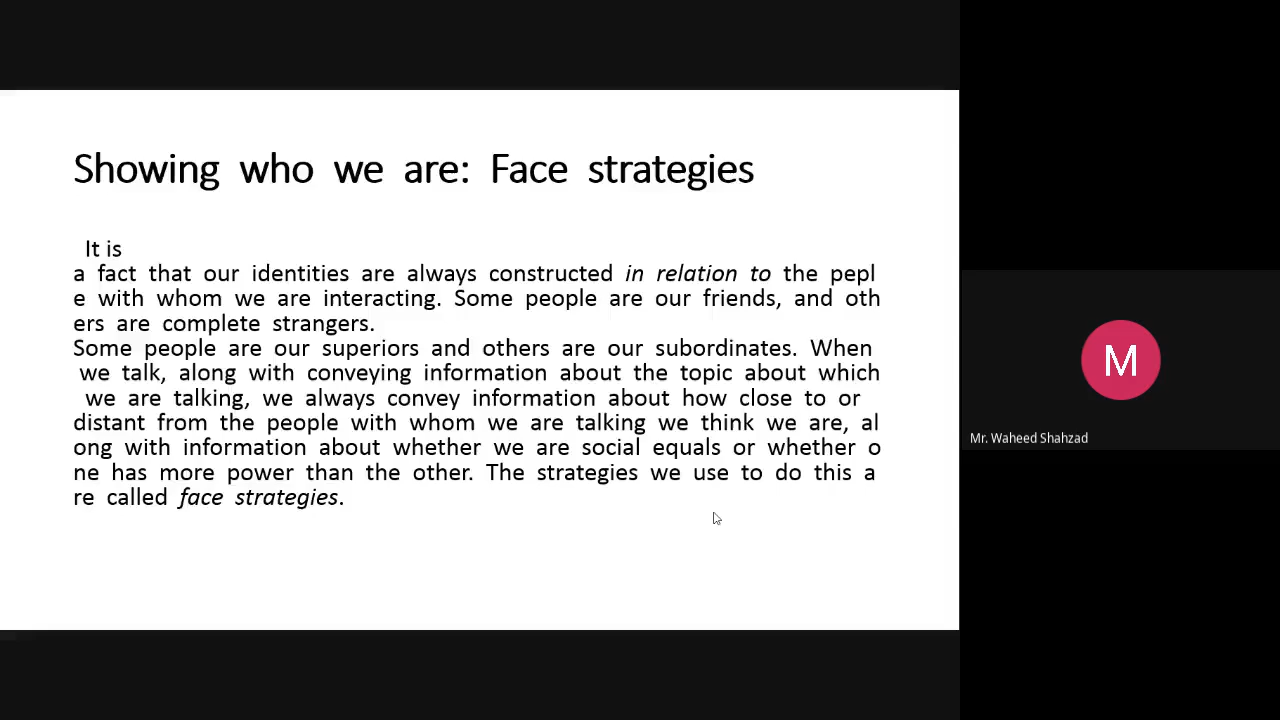 Showing who we are: Face strategies
It is
a fact that our identities are always constructed in relation to the pepl
e with whom we are interacting. Some people are our friends, and oth
ers are complete strangers.
Some people are our superiors and others are our subordinates. When
we talk, along with conveying information about the topic about which
we are talking, we always convey information about how close to or
distant from the people with whom we are talking we think we are, al
ong with information about whether we are social equals or whether o
ne has more power than the other. The strategies we use to do this a
re called face strategies.
M
Mr. Waheed Shahzad